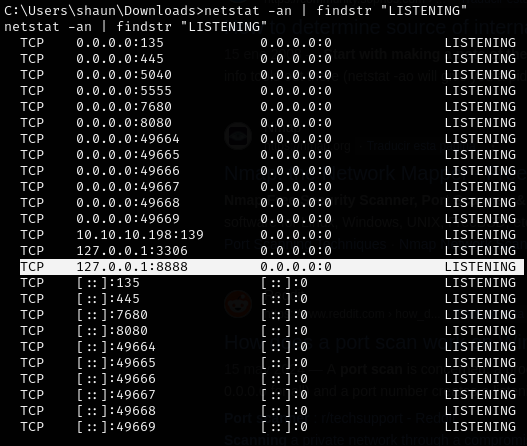 C:\Users\shaun\Downloads>netstat -an | findstr "LISTENING"
netstat -an | findstr "LISTENING"
TCP 0.0.0.0:135 0.0.0.0:0 LISTENING
TCP 0.0.0.0:445 0.0.0.0:0 LISTENING
TCP 0.0.0.0:5040 0.0.0.0:0 LISTENING
TCP 0.0.0.0:5555 0.0.0.0:0 LISTENING
TCP 0.0.0.0:7680 0.0.0.0:0 LISTENING
TCP 0.0.0.0:8080 0.0.0.0:0 LISTENING
TCP 0.0.0.0:49664 0.0.0.0:0 LISTENING
TCP 0.0.0.0:49665 0.0.0.0:0 LISTENING
TCP 0.0.0.0:49666 0.0.0.0:0 LISTENING
TCP 0.0.0.0:49667 0.0.0.0:0 LISTENING
TCP 0.0.0.0:49668 0.0.0.0:0 LISTENING
TCP 0.0.0.0:49669 0.0.0.0:0 LISTENING
TCP 10.10.10.198:139 0.0.0.0:0 LISTENING
TCP 127.0.0.1:3306 0.0.0.0:0 LISTENING
TCP 127.0.0.1:8888 0.0.0.0:0 LISTENING
TCP [::]:135 [::]:0 LISTENING
TCP [::]:445 [::]:0 LISTENING
TCP [::]:7680 [::]:0 LISTENING
TCP [::]:8080 [::]:0 LISTENING
TCP [::]:49664 [::]:0 LISTENING
TCP [::]:49665 [::]:0 LISTENING
TCP [::]:49666 [::]:0 LISTENING
TCP [::]:49667 [::]:0 LISTENING
TCP [::]:49668 [::]:0 LISTENING
TCP [::]:49669 [::]:0 LISTENING